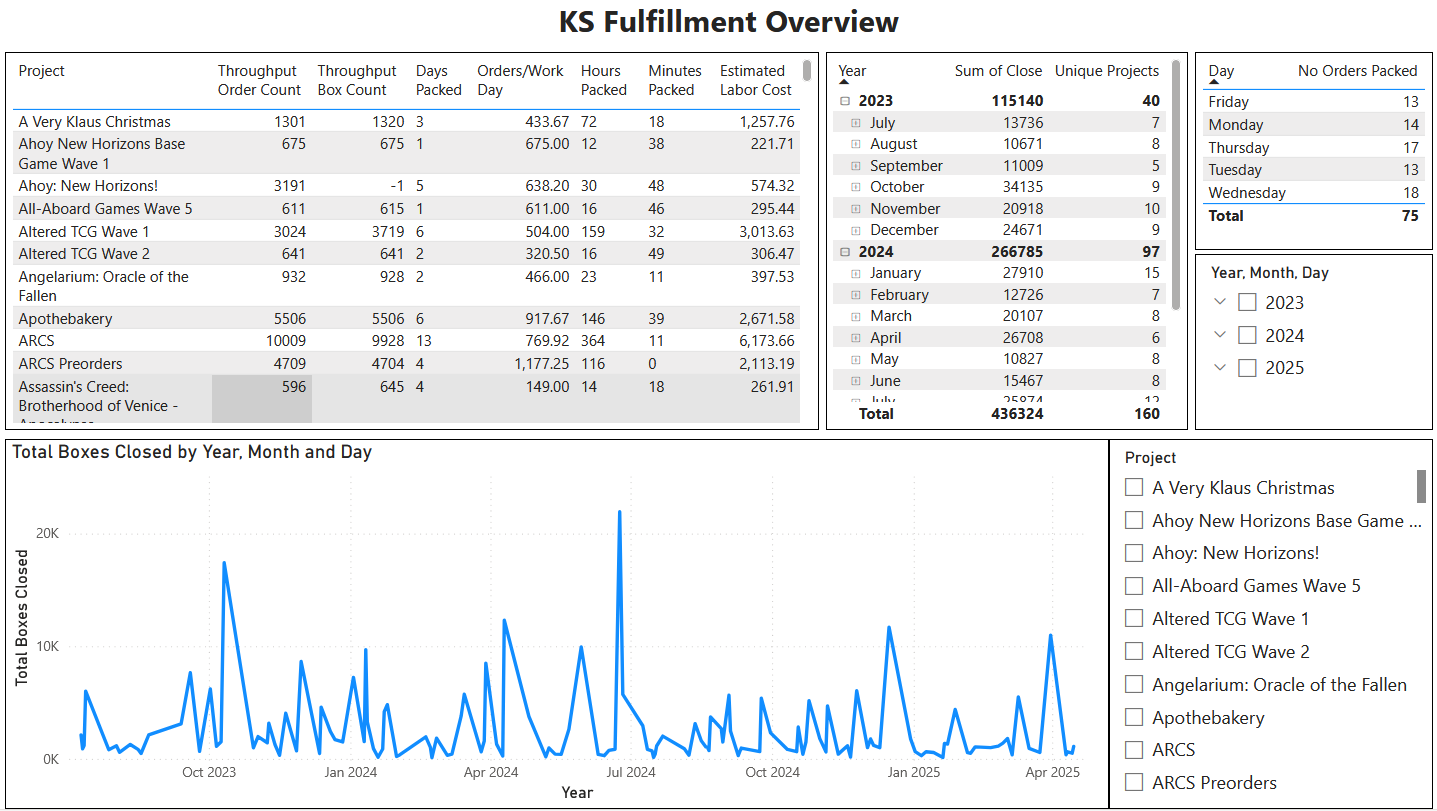 KS Fulfillment Overview
Project Throughput Order Count Throughput Box Count Days Packed Orders/Work Day Hours Packed Minutes Packed Estimated Labor Cost
A Very Klaus Christmas 1301 1320 3 433.67 72 18 1,257.76
Ahoy New Horizons Base Game Wave 1 675 675 1 675.00 12 38 221.71
Ahoy: New Horizons! 3191 -1 5 638.20 30 48 574.32
All-Aboard Games Wave 5 611 615 1 611.00 16 46 295.44
Altered TCG Wave 1 3024 3719 6 504.00 159 32 3,013.63
Altered TCG Wave 2 641 641 2 320.50 16 49 306.47
Angelarium: Oracle of the Fallen 932 928 2 466.00 23 11 397.53
Apothebakery 5506 5506 6 917.67 146 39 2,671.58
ARCS 10009 9928 13 769.92 364 11 6,173.66
ARCS Preorders 4709 4704 4 1,177.25 116 0 2,113.19
Assassin's Creed: Brotherhood of Venice - 596 645 4 149.00 14 18 261.91
Year Sum of Close Unique Projects
2023 115140 40
July 13736 7
August 10671 8
September 11009 5
October 34135 9
November 20918 10
December 24671 9
2024 266785 97
January 27910 15
February 12726 7
March 20107 8
April 26708 6
May 10827 8
June 15467 8
July 25874 12
Total 436324 160
Day No Orders Packed
Friday 13
Monday 14
Thursday 17
Tuesday 13
Wednesday 18
Total 75
Year, Month, Day
2023
2024
2025
Total Boxes Closed by Year, Month and Day
Total Boxes Closed
20K
10K
0K
Oct 2023 Jan 2024 Apr 2024 Jul 2024 Oct 2024 Jan 2025 Apr 2025
Year
Project
A Very Klaus Christmas
Ahoy New Horizons Base Game ...
Ahoy: New Horizons!
All-Aboard Games Wave 5
Altered TCG Wave 1
Altered TCG Wave 2
Angelarium: Oracle of the Fallen
Apothebakery
ARCS
ARCS Preorders